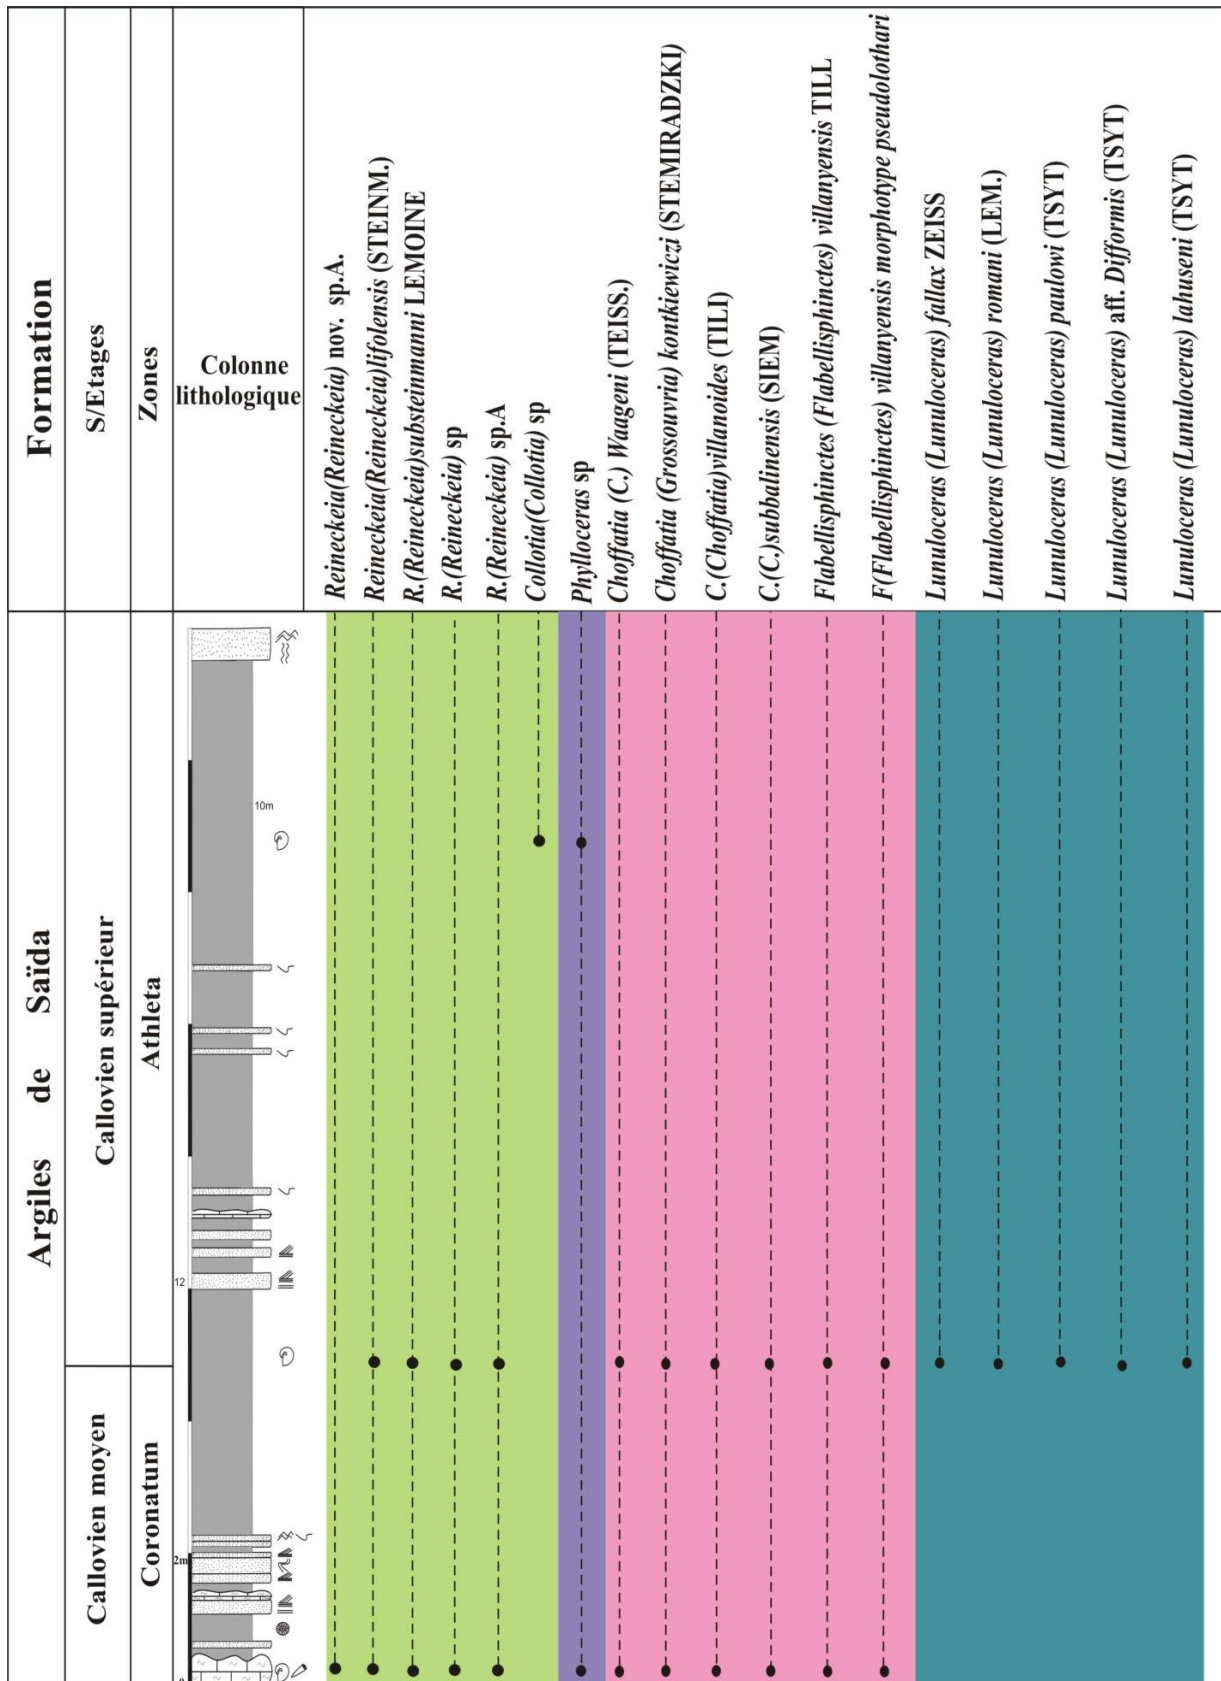 Formation
S/Etages
Zones
Colonne
lithologique
Reineckeia(Reineckeia) nov. sp.A.
Reineckeia(Reineckeia)lifolensis (STEINM.)
R.(Reineckeia)substeinmami LEMOINE
R.(Reineckeia) sp
R.(Reineckeia) sp.A
Collotia(Collotia) sp
Phylloceras sp
Choffatia (C.) Waageni (TEISS.)
Choffatia (Grossouvria) kontkiewiczi (STEMIRADZKI)
C.(Choffatia)villanoides (TILI)
C.(C.)subbalinensis (SIEM)
Flabellisphinctes (Flabellisphinctes) villanyensis TILL
F(Flabellisphinctes) villanyensis morphotype pseudolothari
Lunuloceras (Lunuloceras) fallax ZEISS
Lunuloceras (Lunuloceras) romani (LEM.)
Lunuloceras (Lunuloceras) paulowi (TSYT)
Lunuloceras (Lunuloceras) aff. Difformis (TSYT)
Lunuloceras (Lunuloceras) lahuseni (TSYT)
Argiles de Saïda
Callovien supérieur
Athleta
10m
12
Callovien moyen
Coronatum
2m
0